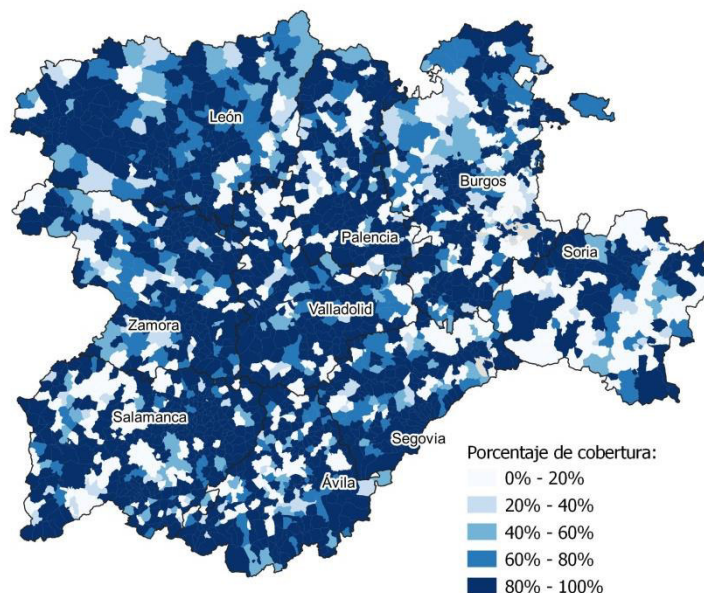 León
Burgos
Palencia
Soria
Valladolid
Zamora
Salamanca
Segovia
Ávila
Porcentaje de cobertura:
0% - 20%
20% - 40%
40% - 60%
60% - 80%
80% - 100%